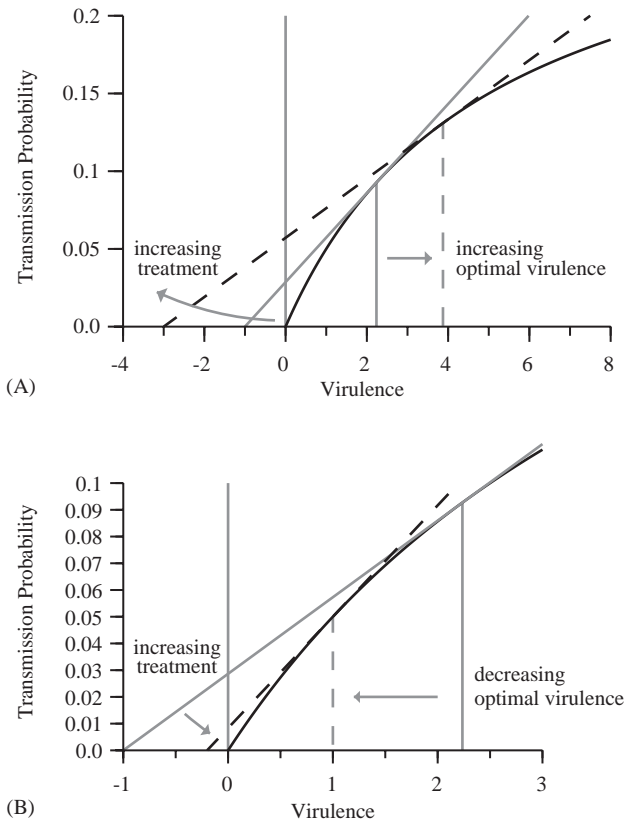 0.2
0.15
0.1
0.05
0.0
Transmission Probability
increasing
treatment
increasing
optimal virulence
-4 -2 0 2 4 6 8
Virulence
(A)
0.1
0.09
0.08
0.07
0.06
0.05
0.04
0.03
0.02
0.01
0.0
Transmission Probability
increasing
treatment
decreasing
optimal virulence
-1 0 1 2 3
Virulence
(B)